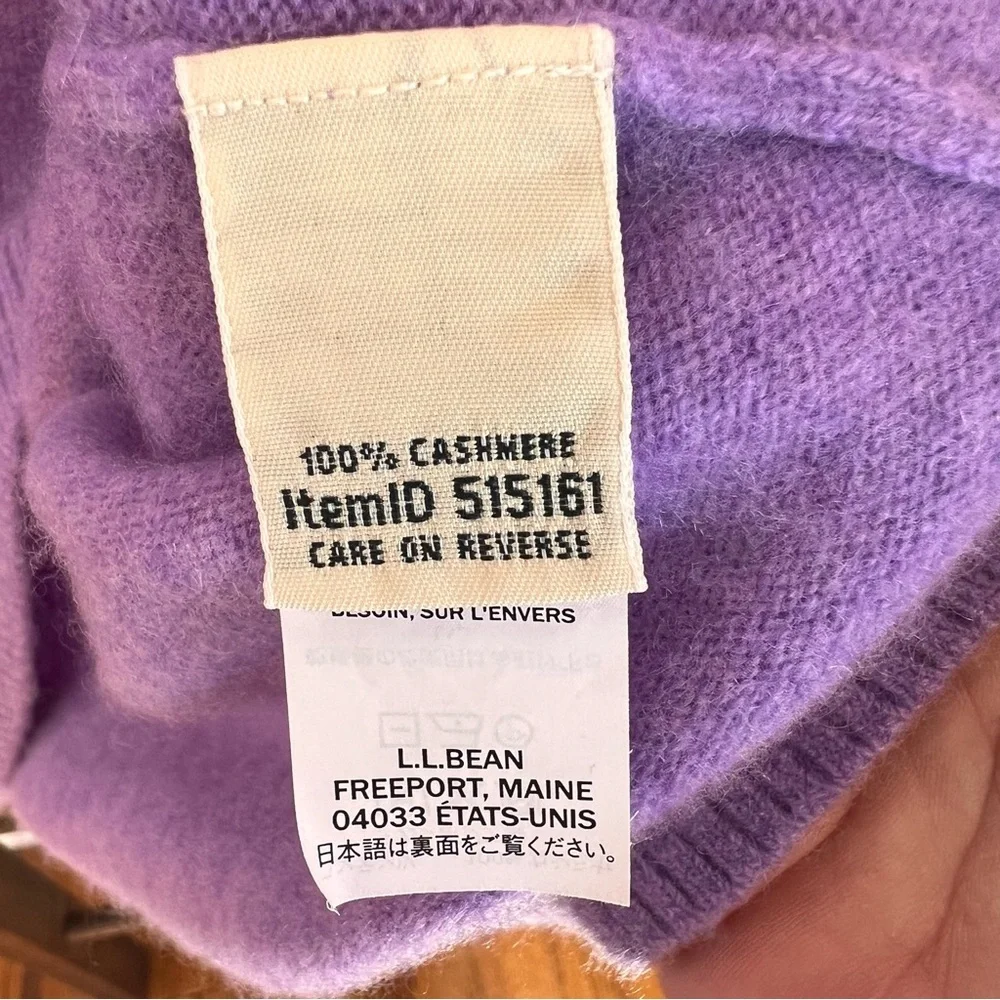 100% CASHMERE
ItemID 515161
CARE ON REVERSE
BESOIN, SUR L'ENVERS
L.L.BEAN
FREEPORT, MAINE
04033 ÉTATS-UNIS
日本語は裏面をご覧ください。